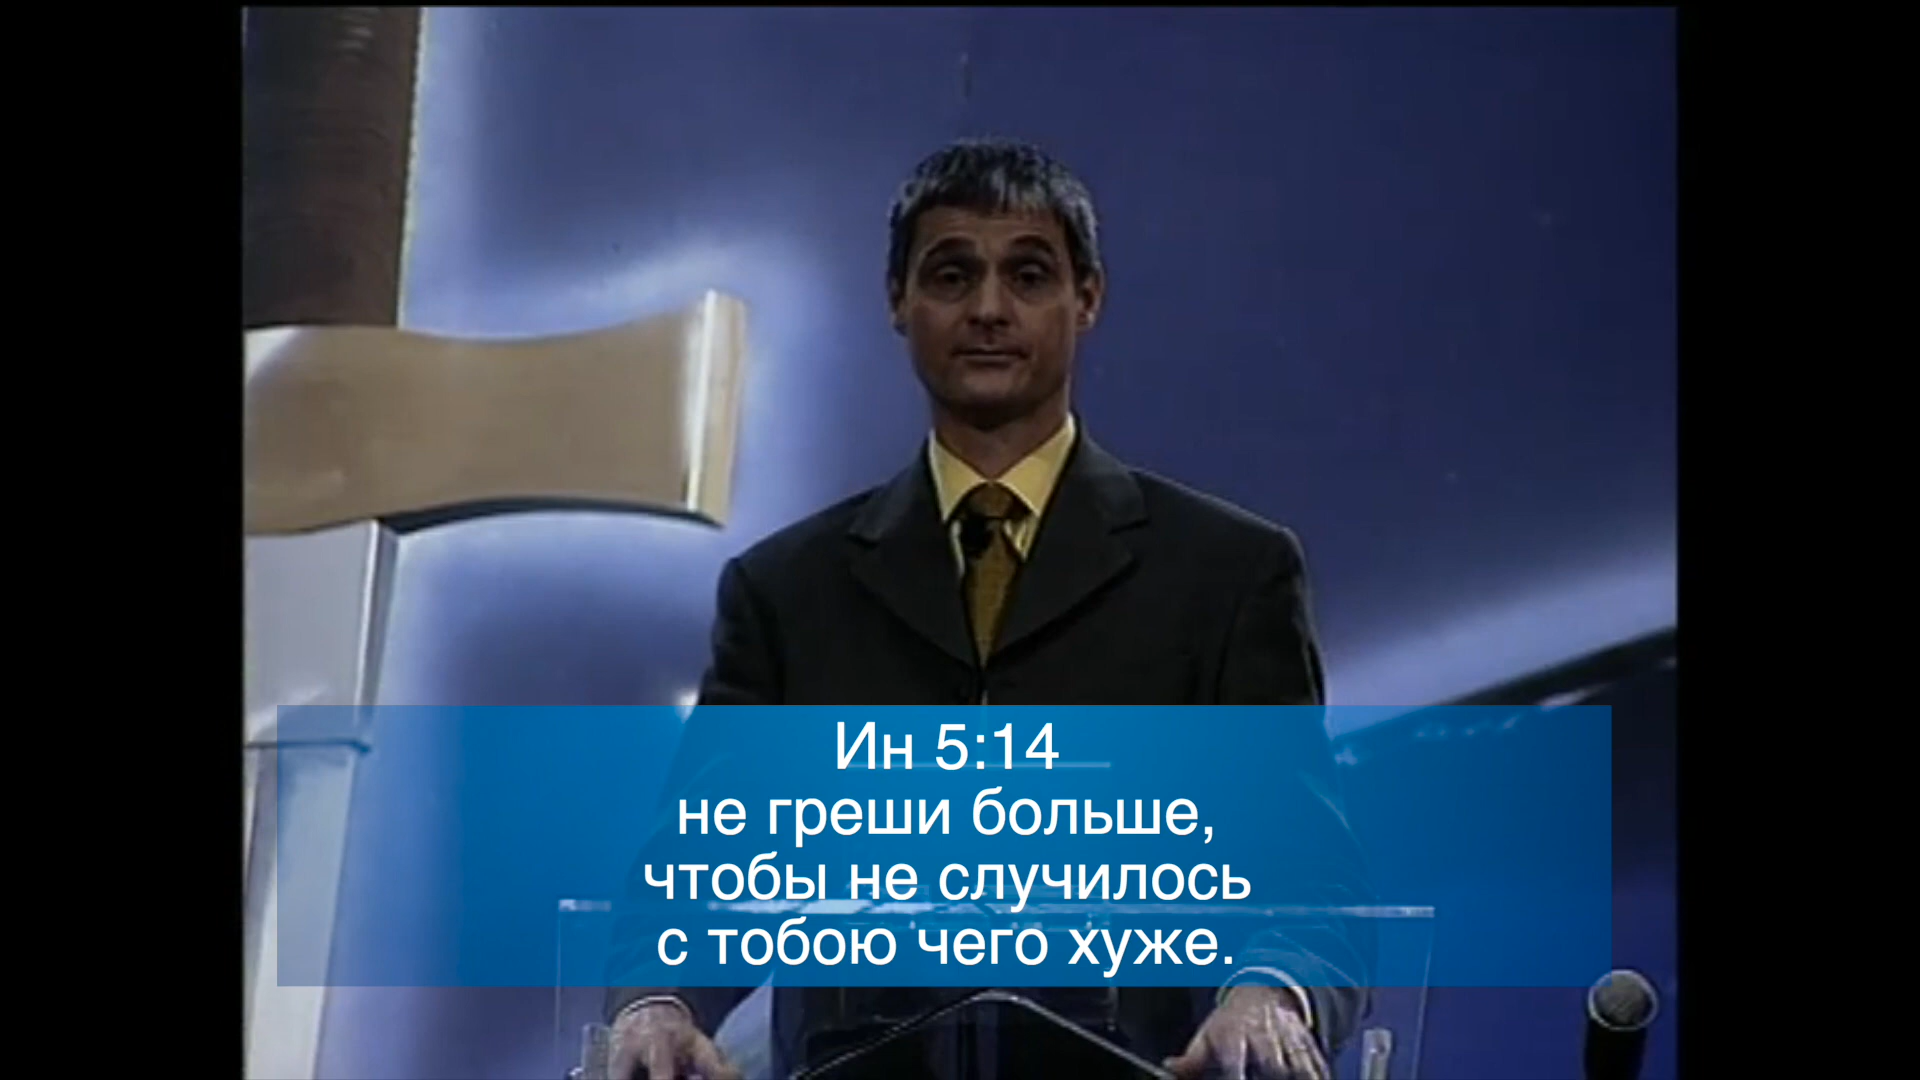 Ин 5:14
не греши больше,
чтобы не случилось
с тобою чего хуже.